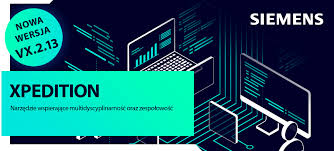 NOWA
WERSJA
VX.2.13
SIEMENS
XPEDITION
Narzędzie wspierające multidyscyplinarność oraz zespołowość